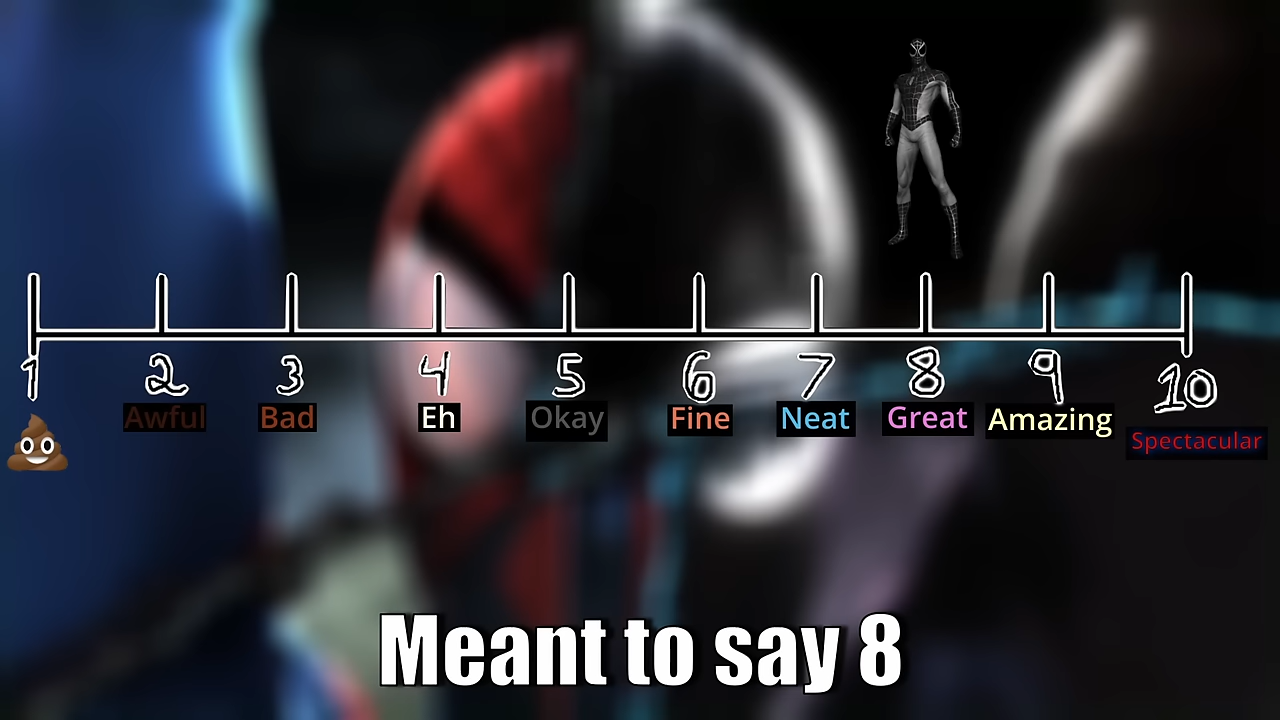 1 2 3 4 5 6 7 8 9 10
Awful Bad Eh Okay Fine Neat Great Amazing Spectacular
Meant to say 8